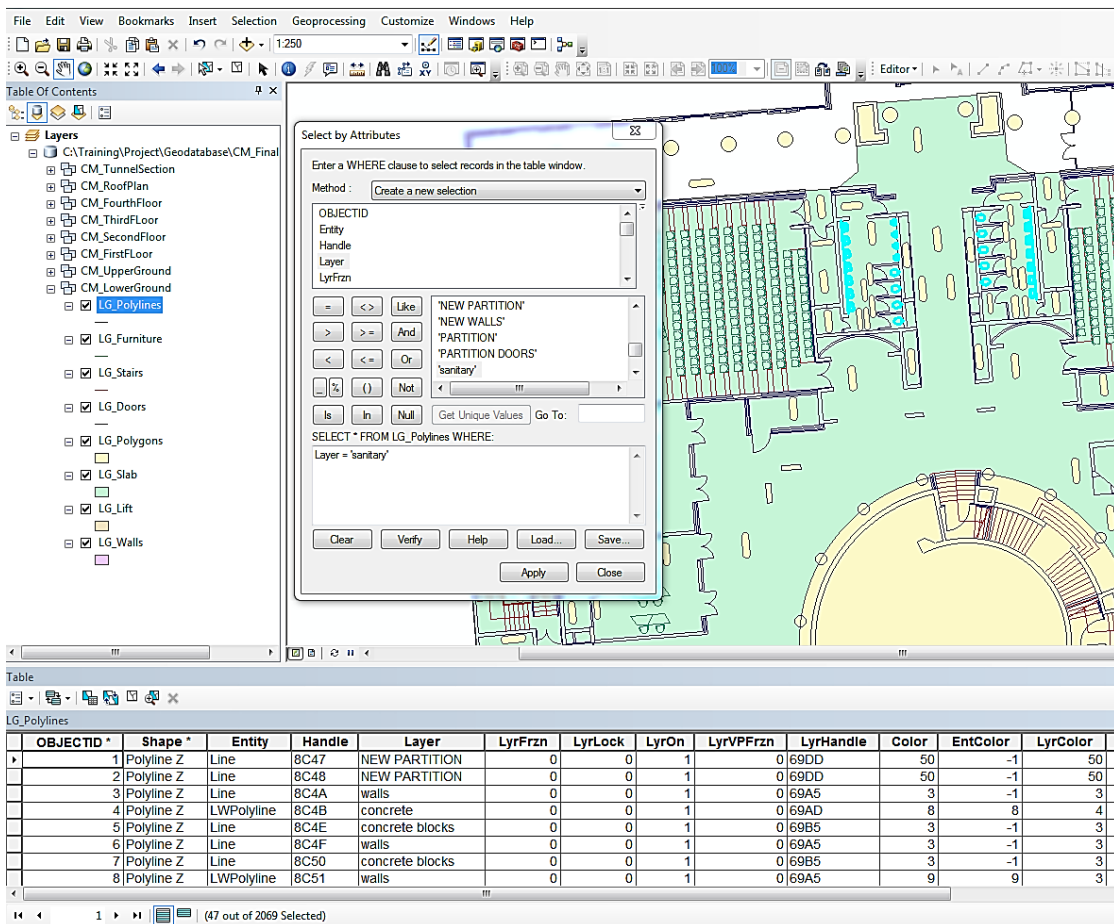 File Edit View Bookmarks Insert Selection Geoprocessing Customize Windows Help
1:250
100%
Editor
Table Of Contents
Layers
C:\Training\Project\Geodatabase\CM_Final
CM_TunnelSection
CM_RoofPlan
CM_FourthFloor
CM_ThirdFLoor
CM_SecondFloor
CM_FirstFLoor
CM_UpperGround
CM_LowerGround
LG_Polylines
LG_Furniture
LG_Stairs
LG_Doors
LG_Polygons
LG_Slab
LG_Lift
LG_Walls
Select by Attributes
Enter a WHERE clause to select records in the table window.
Method : Create a new selection
OBJECTID
Entity
Handle
Layer
LyrFrzn
= < > Like
> > = And
< < = Or
_ % ( ) Not
Is In Null
'NEW PARTITION'
'NEW WALLS'
'PARTITION'
'PARTITION DOORS'
'sanitary'
Get Unique Values Go To:
SELECT * FROM LG_Polylines WHERE:
Layer = 'sanitary'
Clear Verify Help Load... Save...
Apply Close
Table
LG_Polylines
OBJECTID * Shape * Entity Handle Layer LyrFrzn LyrLock LyrOn LyrVPFrzn LyrHandle Color EntColor LyrColor
1 Polyline Z Line 8C47 NEW PARTITION 0 0 1 0 69DD 50 -1 50
2 Polyline Z Line 8C48 NEW PARTITION 0 0 1 0 69DD 50 -1 50
3 Polyline Z Line 8C4A walls 0 0 1 0 69A5 3 -1 3
4 Polyline Z LWPolyline 8C4B concrete 0 0 1 0 69AD 8 8 4
5 Polyline Z Line 8C4E concrete blocks 0 0 1 0 69B5 3 -1 3
6 Polyline Z Line 8C4F walls 0 0 1 0 69A5 3 -1 3
7 Polyline Z Line 8C50 concrete blocks 0 0 1 0 69B5 3 -1 3
8 Polyline Z LWPolyline 8C51 walls 0 0 1 0 69A5 9 9 3
1 (47 out of 2069 Selected)